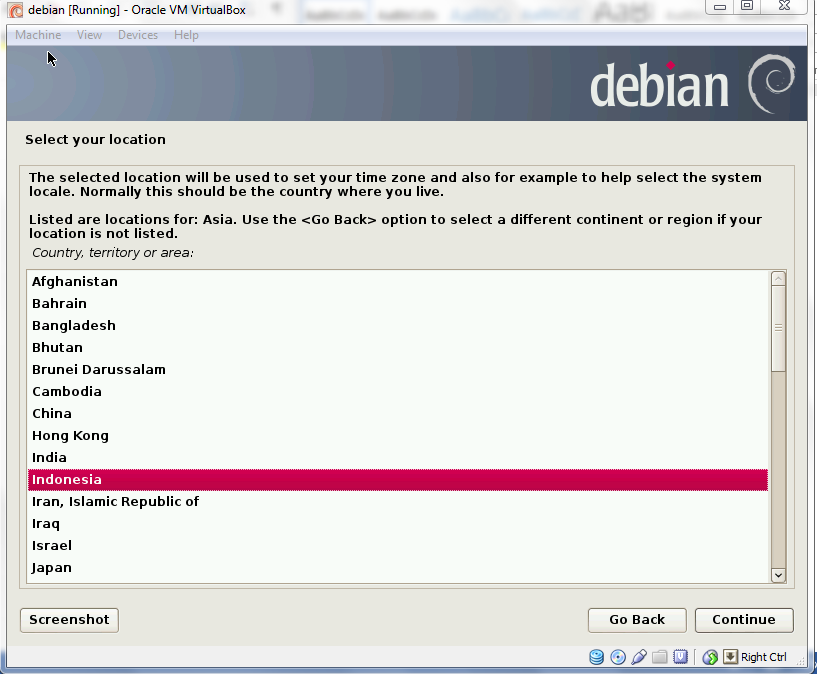 debian [Running] - Oracle VM VirtualBox
Machine View Devices Help
debian
Select your location
The selected location will be used to set your time zone and also for example to help select the system
locale. Normally this should be the country where you live.
Listed are locations for: Asia. Use the <Go Back> option to select a different continent or region if your
location is not listed.
Country, territory or area:
Afghanistan
Bahrain
Bangladesh
Bhutan
Brunei Darussalam
Cambodia
China
Hong Kong
India
Indonesia
Iran, Islamic Republic of
Iraq
Israel
Japan
Screenshot Go Back Continue
Right Ctrl